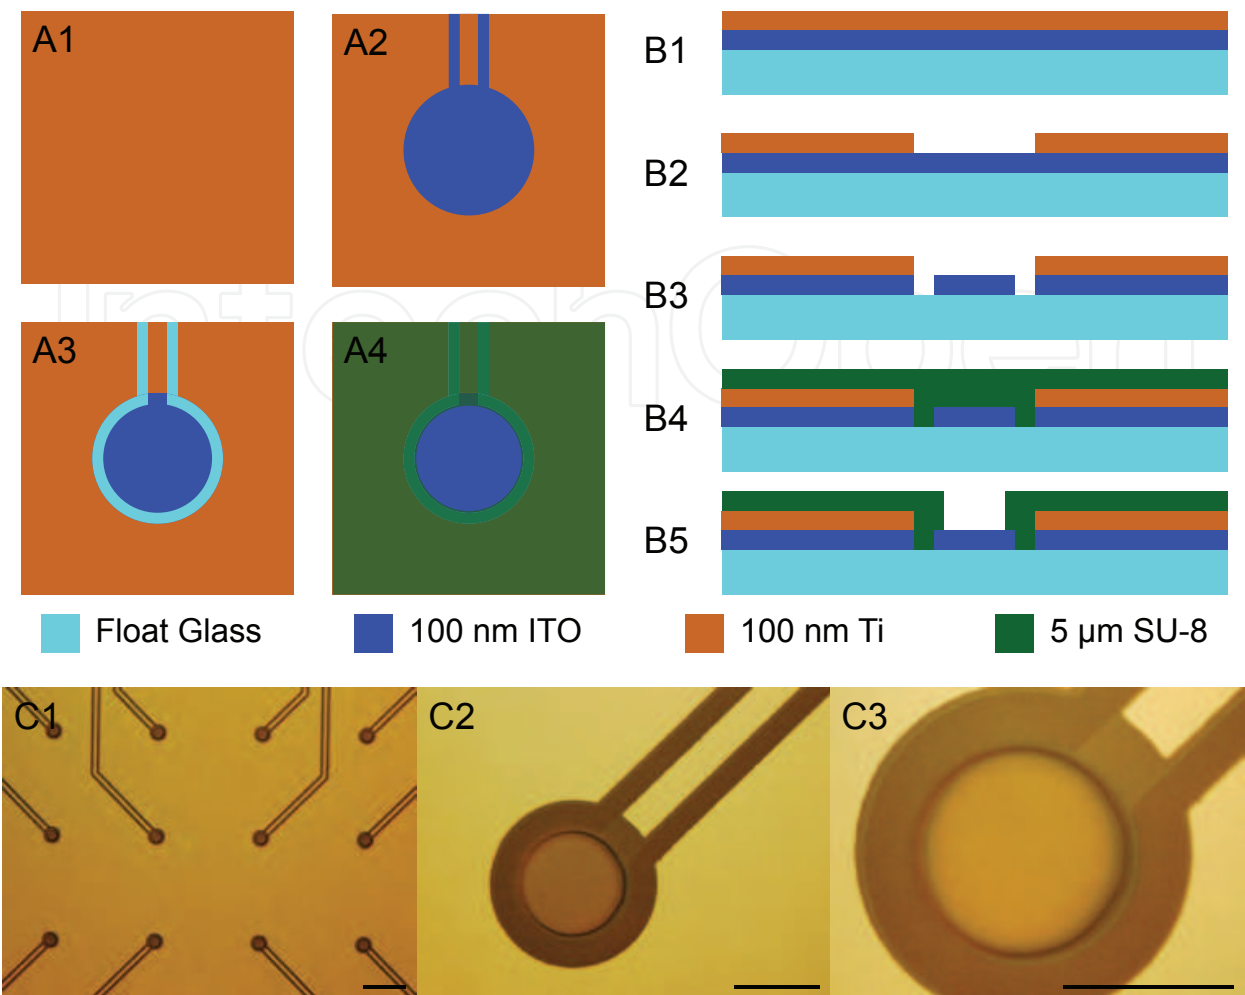 A1
A2
B1
B2
B3
A3
A4
B4
B5
Float Glass
100 nm ITO
100 nm Ti
5 µm SU-8
C1
C2
C3
IntechOpen